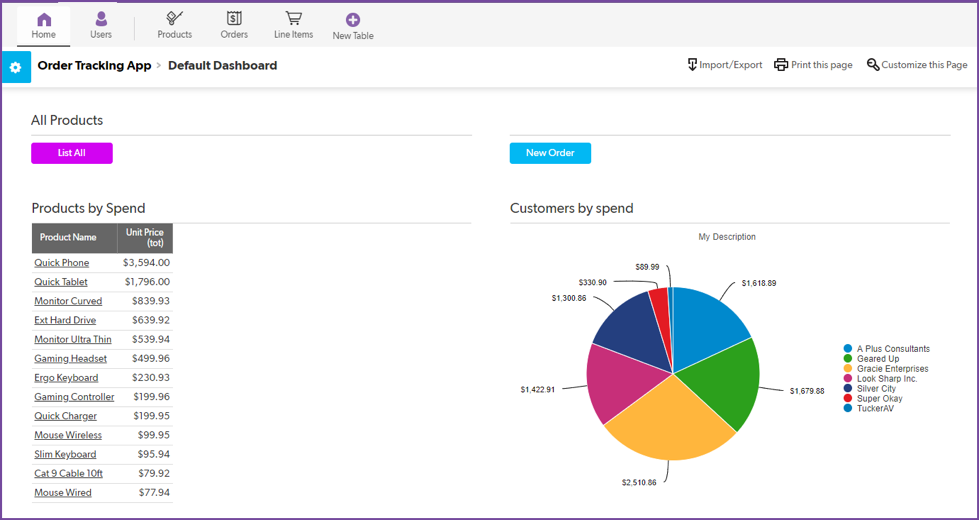 Home
Users
Products
Orders
Line Items
New Table
Order Tracking App > Default Dashboard
Import/Export
Print this page
Customize this Page
All Products
List All
New Order
Products by Spend
Product Name Unit Price
(tot)
Quick Phone $3,594.00
Quick Tablet $1,796.00
Monitor Curved $839.93
Ext Hard Drive $639.92
Monitor Ultra Thin $539.94
Gaming Headset $499.96
Ergo Keyboard $230.93
Gaming Controller $199.96
Quick Charger $199.95
Mouse Wireless $99.95
Slim Keyboard $95.94
Cat 9 Cable 10ft $79.92
Mouse Wired $77.94
Customers by spend
My Description
$89.99
$330.90
$1,300.86
$1,618.89
$1,422.91
$1,679.88
$2,510.86
A Plus Consultants
Geared Up
Gracie Enterprises
Look Sharp Inc.
Silver City
Super Okay
TuckerAV